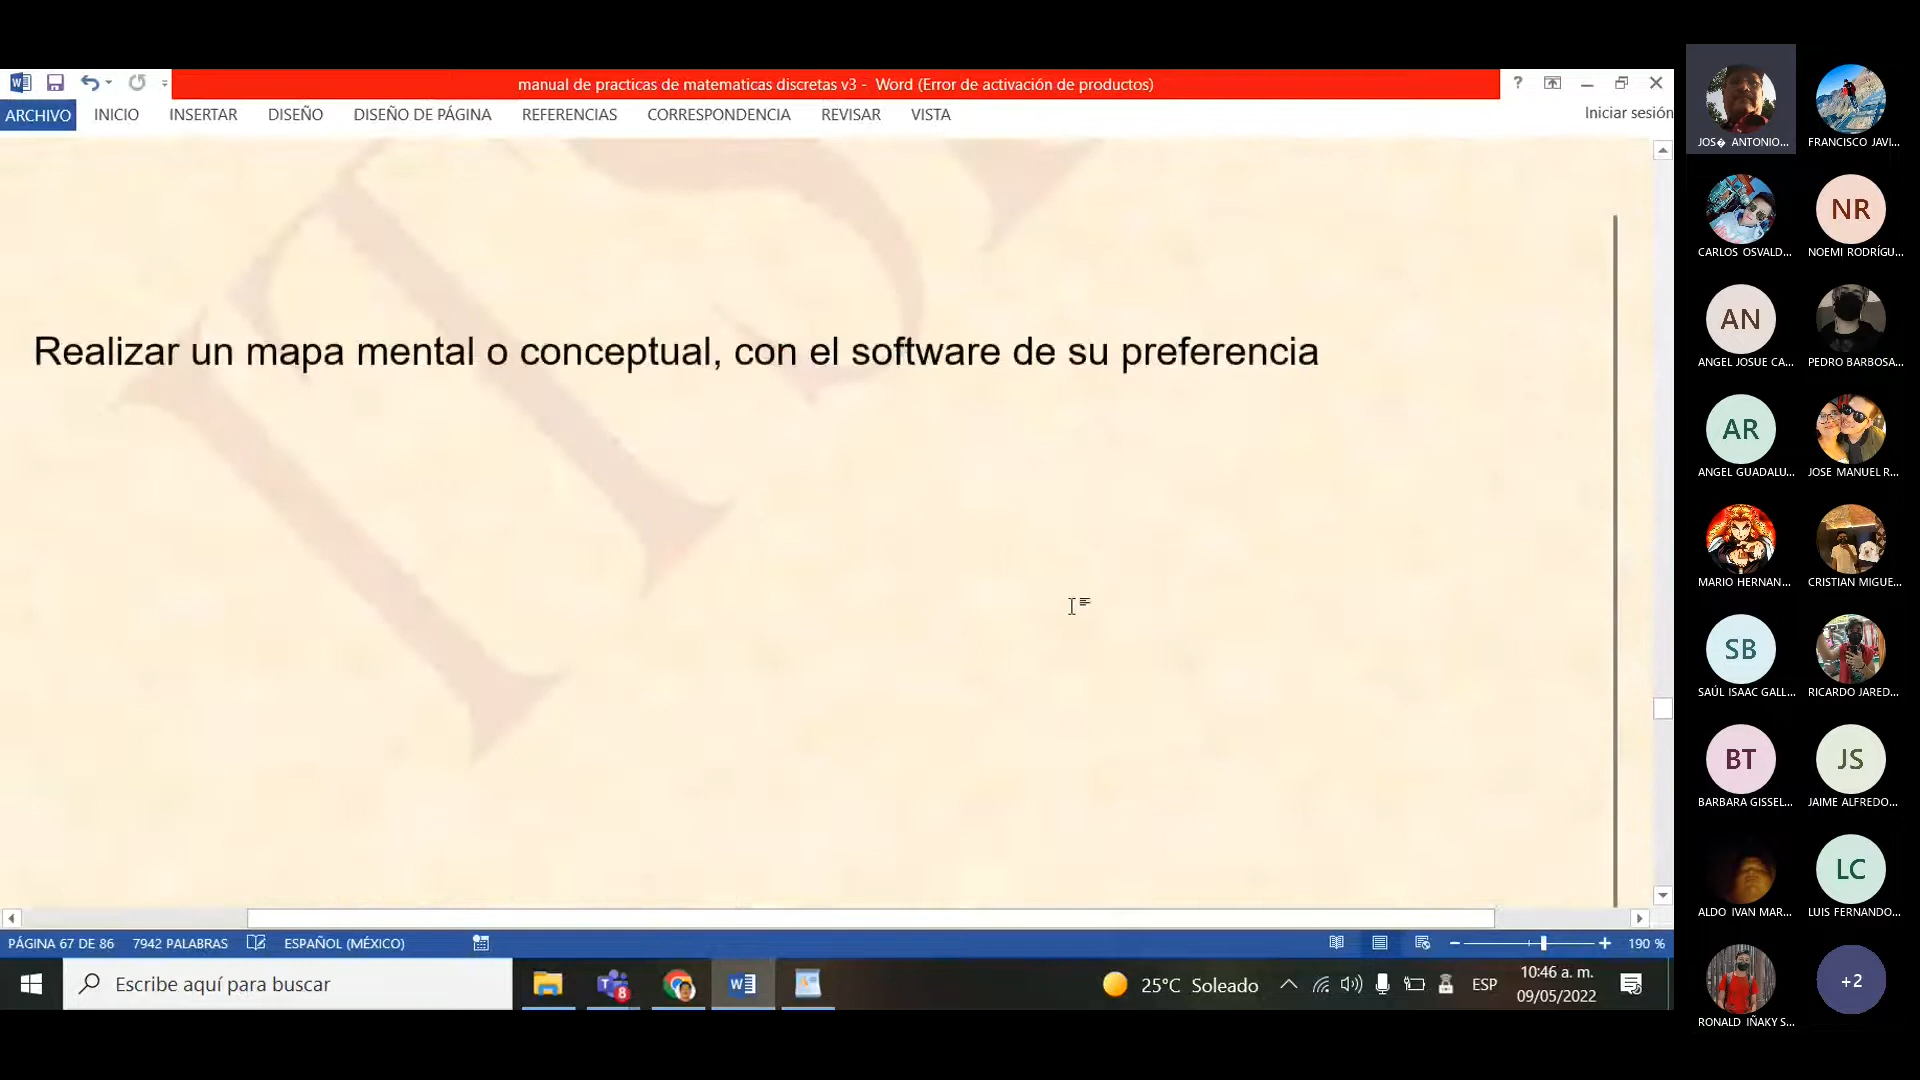 manual de practicas de matematicas discretas v3 - Word (Error de activación de productos)
?
ARCHIVO INICIO INSERTAR DISEÑO DISEÑO DE PÁGINA REFERENCIAS CORRESPONDENCIA REVISAR VISTA
Iniciar sesión
Realizar un mapa mental o conceptual, con el software de su preferencia
PÁGINA 67 DE 86 7942 PALABRAS ESPAÑOL (MÉXICO)
190 %
Escribe aquí para buscar
8
25°C Soleado
ESP
10:46 a. m.
09/05/2022
JOS� ANTONIO...
FRANCISCO JAVI...
CARLOS OSVALD...
NR
NOEMI RODRÍGU...
AN
ANGEL JOSUE CA...
PEDRO BARBOSA...
AR
ANGEL GUADALU...
JOSE MANUEL R...
MARIO HERNAN...
CRISTIAN MIGUE...
SB
SAÚL ISAAC GALL...
RICARDO JARED...
BT
BARBARA GISSEL...
JS
JAIME ALFREDO...
ALDO IVAN MAR...
LC
LUIS FERNANDO...
RONALD IÑAKY S...
+2